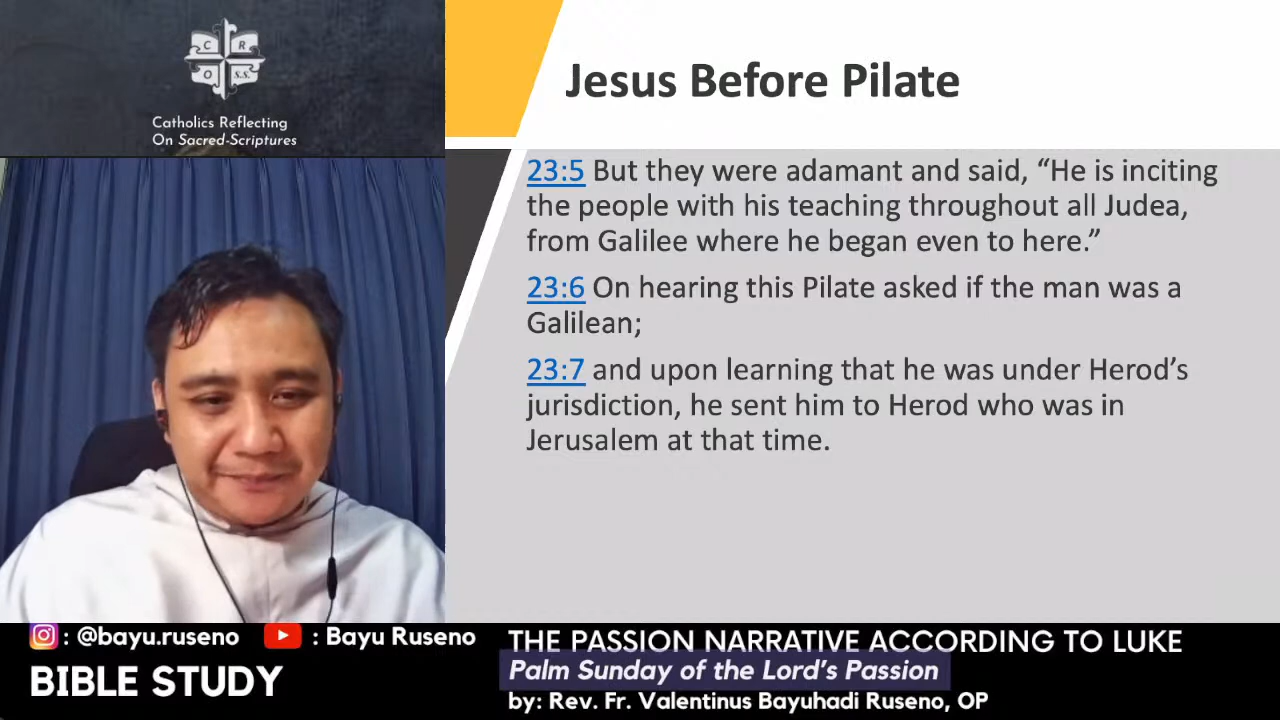 C R
O S.S.
Catholics Reflecting
On Sacred-Scriptures
Jesus Before Pilate
23:5 But they were adamant and said, “He is inciting
the people with his teaching throughout all Judea,
from Galilee where he began even to here.”
23:6 On hearing this Pilate asked if the man was a
Galilean;
23:7 and upon learning that he was under Herod’s
jurisdiction, he sent him to Herod who was in
Jerusalem at that time.
: @bayu.ruseno : Bayu Ruseno
BIBLE STUDY
THE PASSION NARRATIVE ACCORDING TO LUKE
Palm Sunday of the Lord’s Passion
by: Rev. Fr. Valentinus Bayuhadi Ruseno, OP